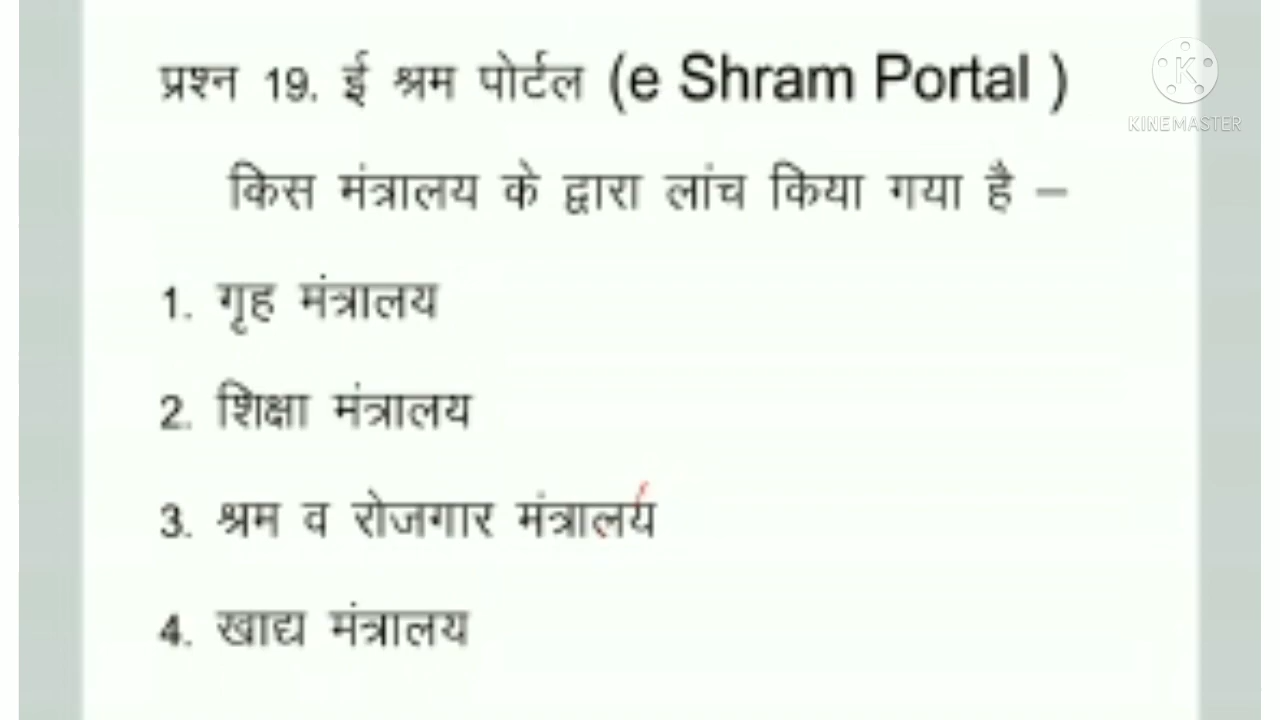 प्रश्न 19. ई श्रम पोर्टल (e Shram Portal )
किस मंत्रालय के द्वारा लांच किया गया है –
1. गृह मंत्रालय
2. शिक्षा मंत्रालय
3. श्रम व रोजगार मंत्रालय
4. खाद्य मंत्रालय
K
KINEMASTER